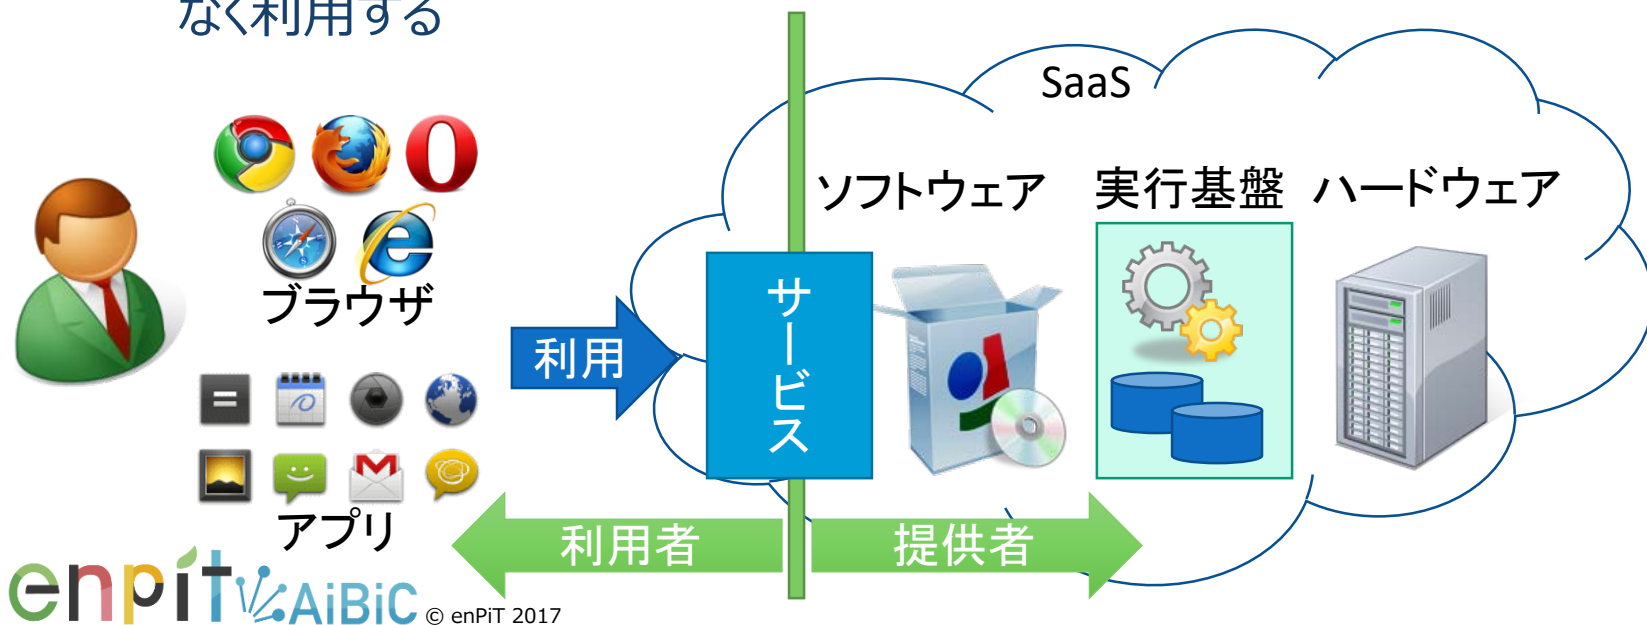 なく利用する
SaaS
ソフトウェア
実行基盤
ハードウェア
ブラウザ
利用
サービス
アプリ
利用者
提供者
enpiT AiBiC © enPiT 2017